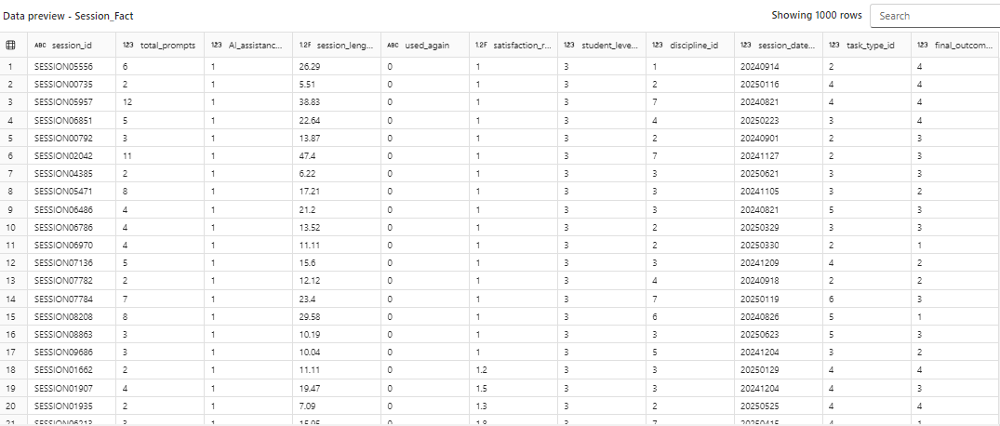 Data preview - Session_Fact
Showing 1000 rows
Search
ABC session_id 123 total_prompts 123 AI_assistanc... 1.2F session_leng... ABC used_again 1.2F satisfaction_r... 123 student_leve... 123 discipline_id 123 session_date... 123 task_type_id 123 final_outcom...
1 SESSION05556 6 1 26.29 0 1 3 1 20240914 2 4
2 SESSION00735 2 1 5.51 0 1 3 2 20250116 4 4
3 SESSION05957 12 1 38.83 0 1 3 7 20240821 4 4
4 SESSION06851 5 1 22.64 0 1 3 4 20250223 3 4
5 SESSION00792 3 1 13.87 0 1 3 2 20240901 2 3
6 SESSION02042 11 1 47.4 0 1 3 7 20241127 2 3
7 SESSION04385 2 1 6.22 0 1 3 3 20250621 3 3
8 SESSION05471 8 1 17.21 0 1 3 3 20241105 3 2
9 SESSION06486 4 1 21.2 0 1 3 3 20240821 5 3
10 SESSION06786 4 1 13.52 0 1 3 2 20250329 3 3
11 SESSION06970 4 1 11.11 0 1 3 2 20250330 2 1
12 SESSION07136 5 1 15.6 0 1 3 3 20241209 4 2
13 SESSION07782 2 1 12.12 0 1 3 4 20240918 2 2
14 SESSION07784 7 1 23.4 0 1 3 7 20250119 6 3
15 SESSION08208 8 1 29.58 0 1 3 6 20240826 5 1
16 SESSION08863 3 1 10.19 0 1 3 3 20250623 5 3
17 SESSION09686 3 1 10.04 0 1 3 5 20241204 3 2
18 SESSION01662 2 1 11.11 0 1.2 3 3 20250129 4 4
19 SESSION01907 4 1 19.47 0 1.5 3 3 20241204 4 3
20 SESSION01935 2 1 7.09 0 1.3 3 2 20250525 4 4